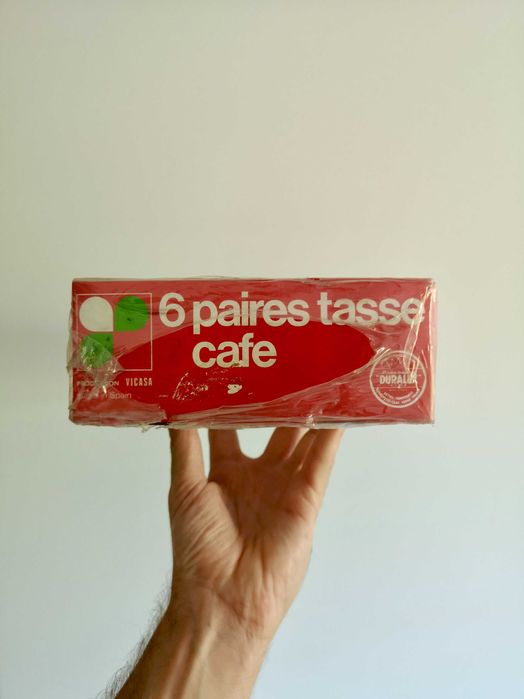 6 paires tasse
cafe
VICASA
Spain
DURALEX